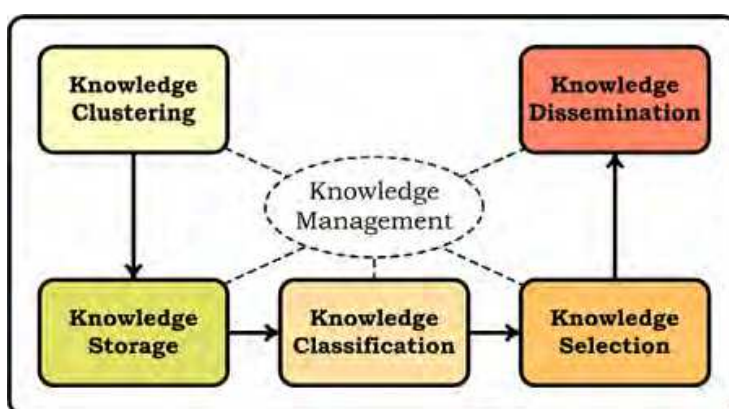 Knowledge
Clustering
Knowledge
Dissemination
Knowledge
Management
Knowledge
Storage
Knowledge
Classification
Knowledge
Selection